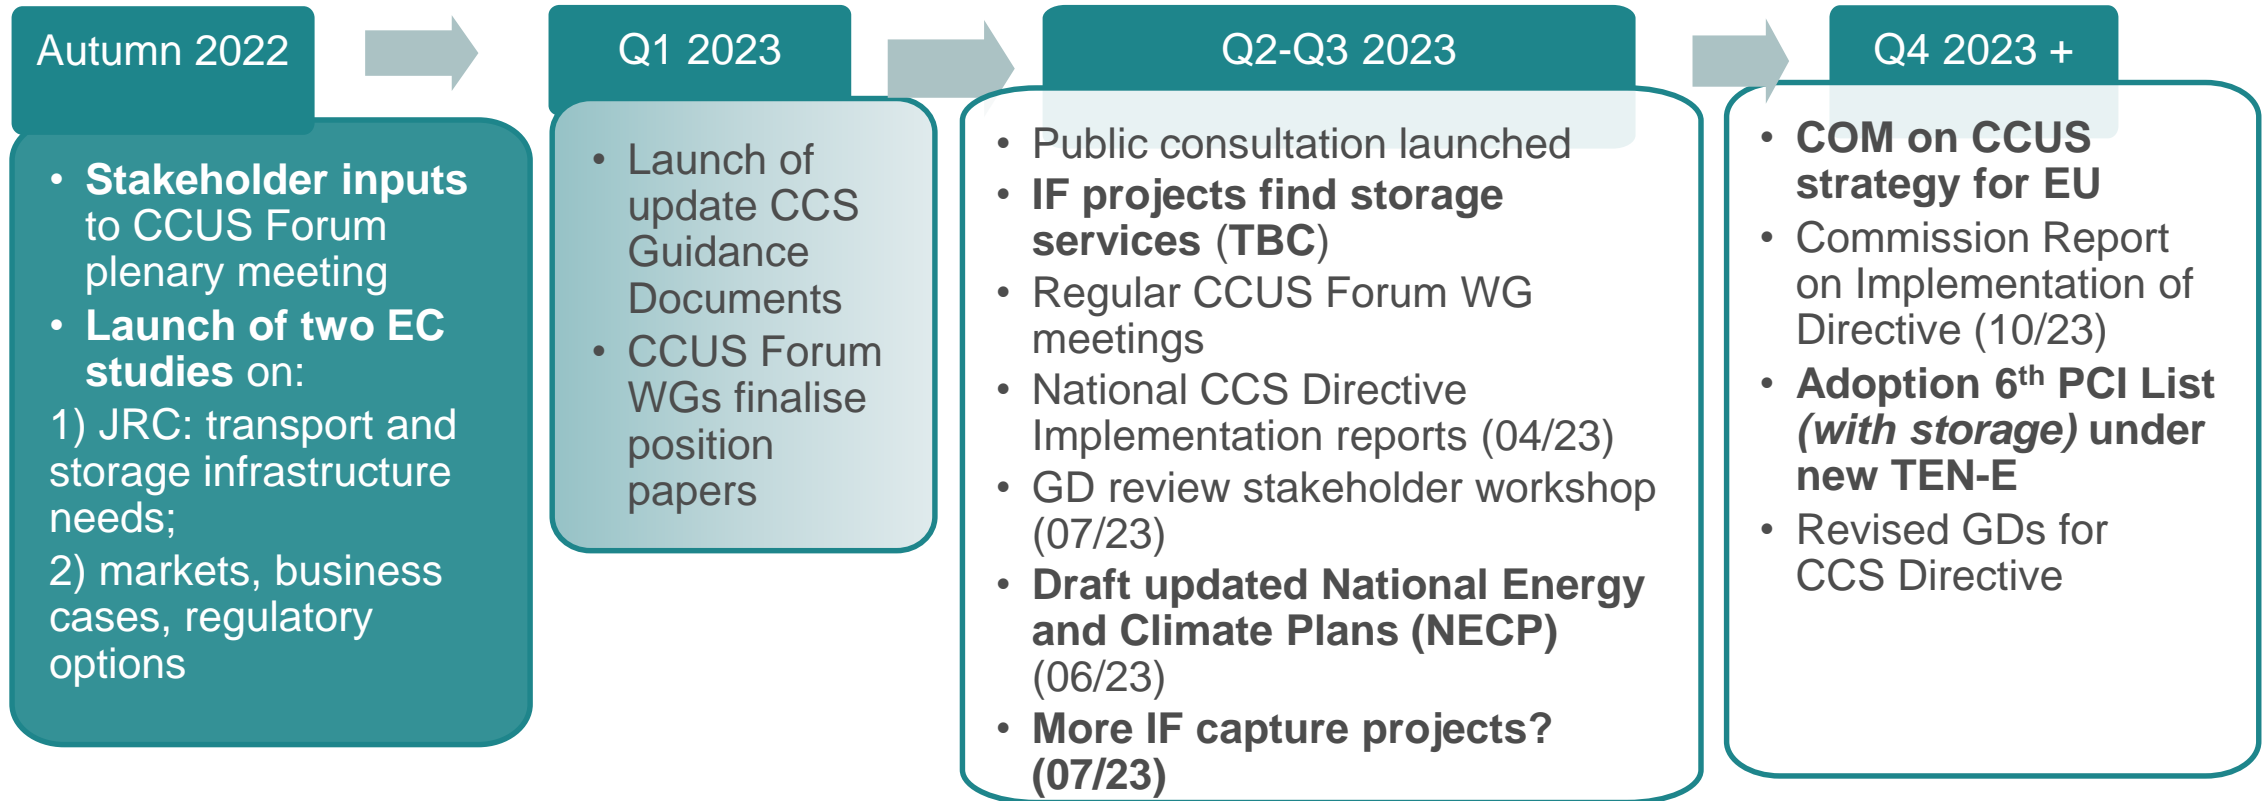 Autumn 2022
• Stakeholder inputs
to CCUS Forum
plenary meeting
• Launch of two EC
studies on:
1) JRC: transport and
storage infrastructure
needs;
2) markets, business
cases, regulatory
options
Q1 2023
• Launch of
update CCS
Guidance
Documents
• CCUS Forum
WGs finalise
position
papers
Q2-Q3 2023
• Public consultation launched
• IF projects find storage
services (TBC)
• Regular CCUS Forum WG
meetings
• National CCS Directive
Implementation reports (04/23)
• GD review stakeholder workshop
(07/23)
• Draft updated National Energy
and Climate Plans (NECP)
(06/23)
• More IF capture projects?
(07/23)
Q4 2023 +
• COM on CCUS
strategy for EU
• Commission Report
on Implementation of
Directive (10/23)
• Adoption 6th PCI List
(with storage) under
new TEN-E
• Revised GDs for
CCS Directive